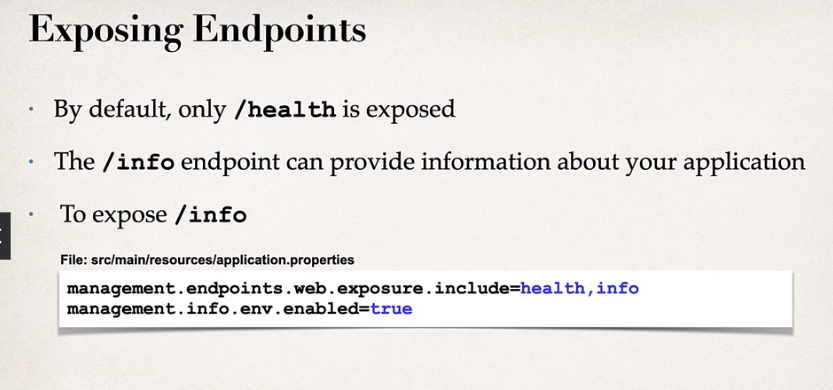 Exposing Endpoints
• By default, only /health is exposed
• The /info endpoint can provide information about your application
• To expose /info
File: src/main/resources/application.properties
management.endpoints.web.exposure.include=health,info
management.info.env.enabled=true